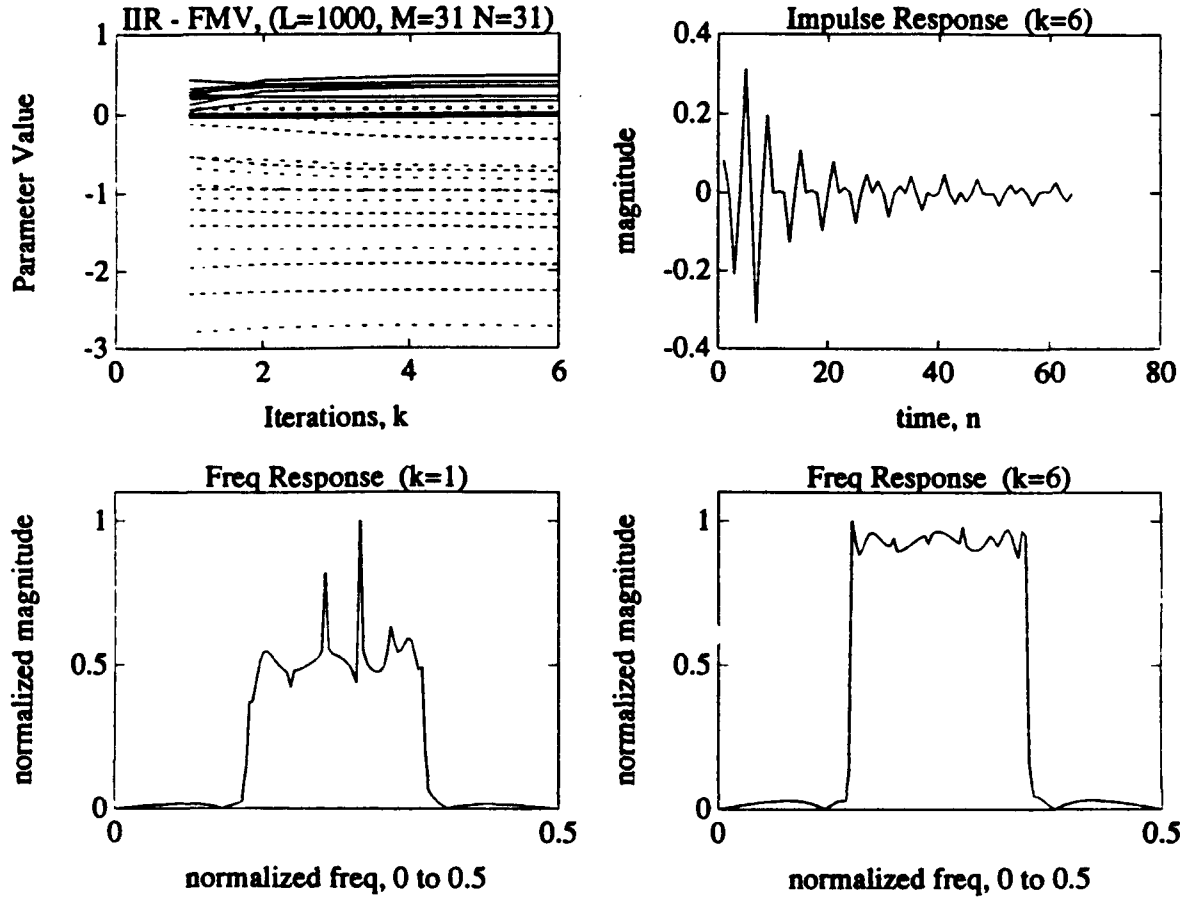 IIR - FMV, (L=1000, M=31 N=31)
1
0
-1
-2
-3
0
2
4
6
Parameter Value
Iterations, k
Impulse Response (k=6)
0.4
0.2
0
-0.2
-0.4
0
20
40
60
80
magnitude
time, n
Freq Response (k=1)
1
0.5
0
0
0.5
normalized magnitude
normalized freq, 0 to 0.5
Freq Response (k=6)
1
0.5
0
0
0.5
normalized magnitude
normalized freq, 0 to 0.5